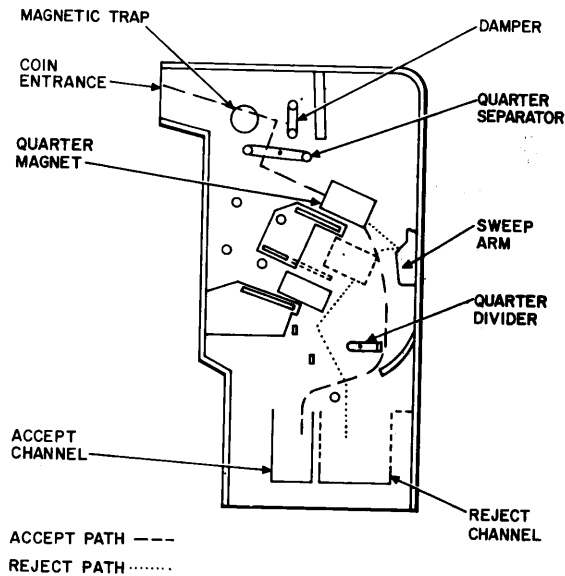 MAGNETIC TRAP
DAMPER
COIN
ENTRANCE
QUARTER
SEPARATOR
QUARTER
MAGNET
SWEEP
ARM
QUARTER
DIVIDER
ACCEPT
CHANNEL
REJECT
CHANNEL
ACCEPT PATH ---
REJECT PATH ........